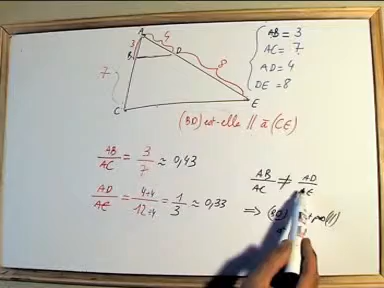 A 4
3 B D 8
7
C E
AB = 3
AC = 7
AD = 4
DE = 8
(BD) est-elle // à (CE)
AB/AC = 3/7 ≈ 0,43
AB/AC ≠ AD/AE
AD/AE = 4÷4/12÷4 = 1/3 ≈ 0,33
⇒ (BD)